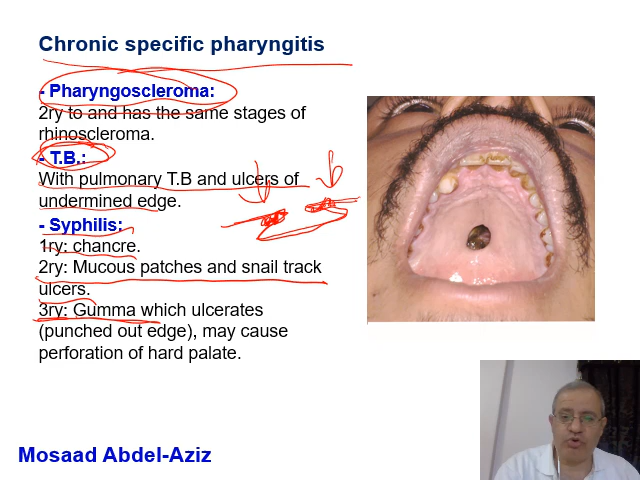 Chronic specific pharyngitis
- Pharyngoscleroma:
2ry to and has the same stages of
rhinoscleroma.
- T.B.:
With pulmonary T.B and ulcers of
undermined edge.
- Syphilis:
1ry: chancre.
2ry: Mucous patches and snail track
ulcers.
3ry: Gumma which ulcerates
(punched out edge), may cause
perforation of hard palate.
Mosaad Abdel-Aziz